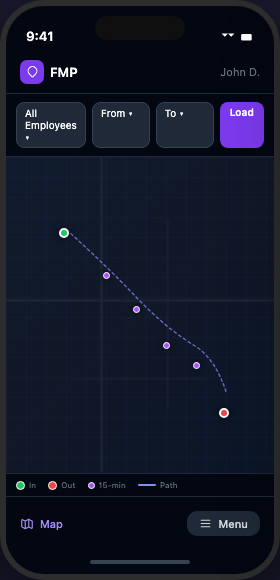 9:41
FMP
John D.
All
Employees
▾
From ▾
To ▾
Load
In
Out
15-min
Path
Map
Menu